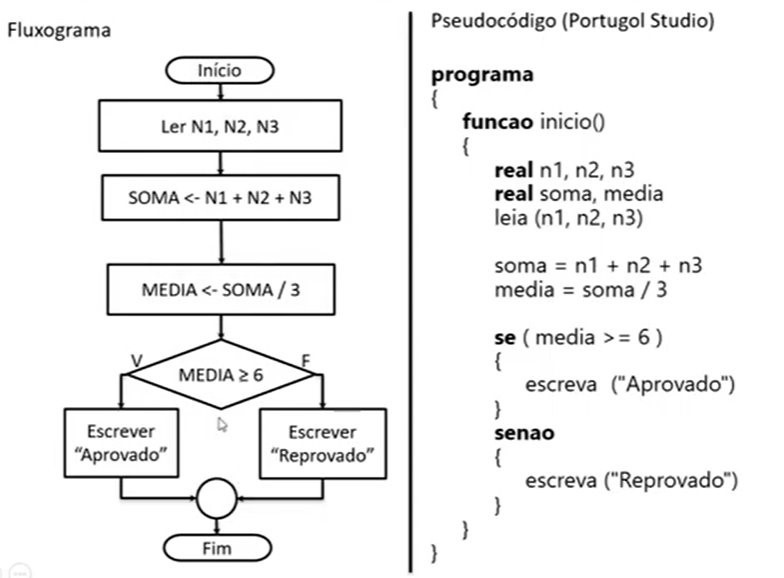 Fluxograma
Início
Ler N1, N2, N3
SOMA <- N1 + N2 + N3
MEDIA <- SOMA / 3
V
F
MEDIA ≥ 6
Escrever
“Aprovado”
Escrever
“Reprovado”
Fim
Pseudocódigo (Portugol Studio)
programa
{
funcao inicio()
{
real n1, n2, n3
real soma, media
leia (n1, n2, n3)
soma = n1 + n2 + n3
media = soma / 3
se ( media >= 6 )
{
escreva ("Aprovado")
}
senao
{
escreva ("Reprovado")
}
}
}